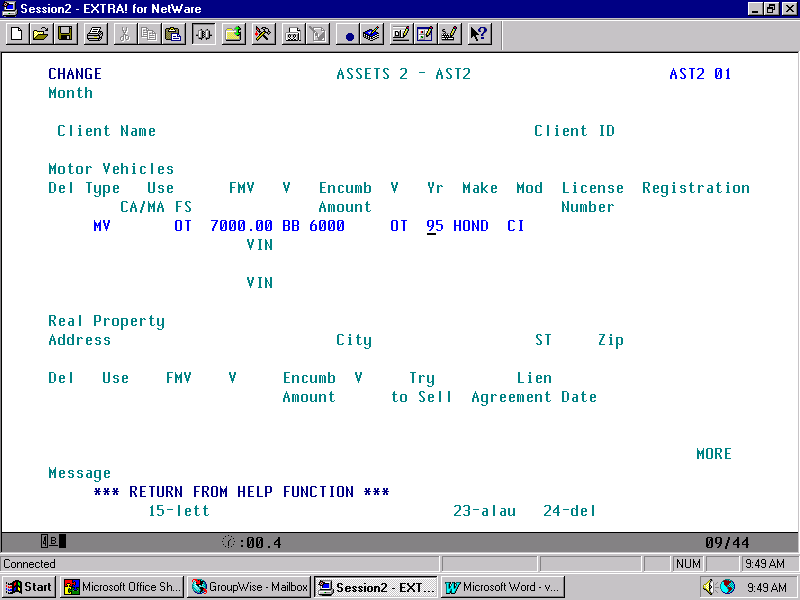 Session2 - EXTRA! for NetWare
CHANGE ASSETS 2 - AST2 AST2 01
Month
Client Name Client ID
Motor Vehicles
Del Type Use FMV V Encumb V Yr Make Mod License Registration
CA/MA FS Amount Number
MV OT 7000.00 BB 6000 OT 95 HOND CI
VIN
VIN
Real Property
Address City ST Zip
Del Use FMV V Encumb V Try Lien
Amount to Sell Agreement Date
MORE
Message
*** RETURN FROM HELP FUNCTION ***
15-lett 23-alau 24-del
4 B :00.4 09/44
Connected NUM 9:49 AM
Start Microsoft Office Sh... GroupWise - Mailbox Session2 - EXT... Microsoft Word - v... 9:49 AM